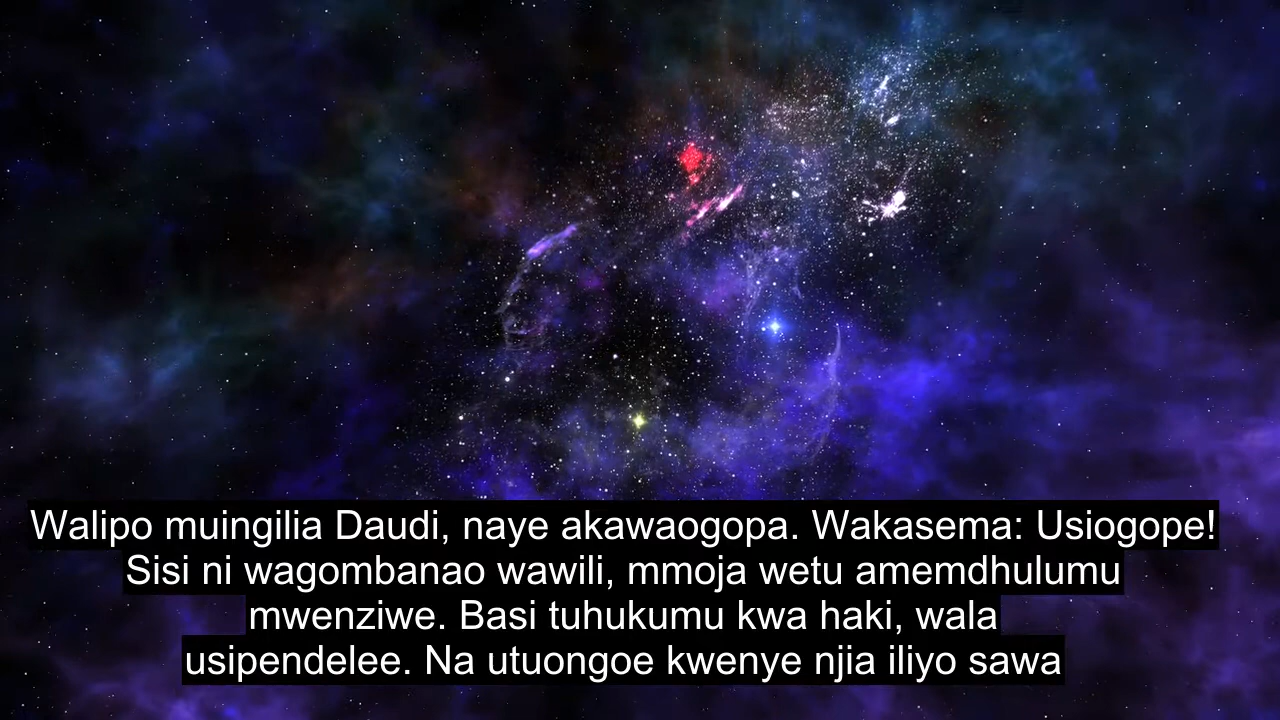 Walipo muingilia Daudi, naye akawaogopa. Wakasema: Usiogope!
Sisi ni wagombanao wawili, mmoja wetu amemdhulumu
mwenziwe. Basi tuhukumu kwa haki, wala
usipendelee. Na utuongoe kwenye njia iliyo sawa